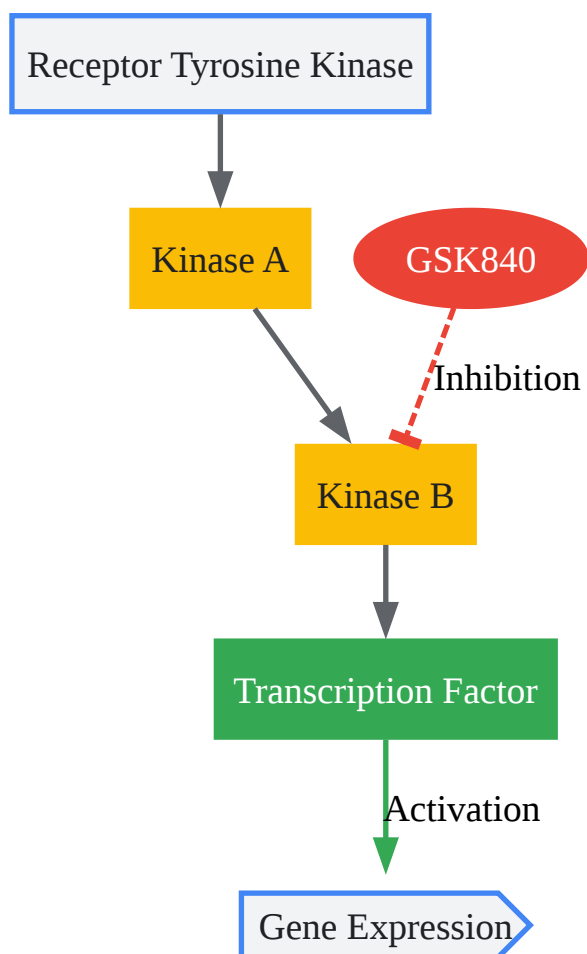 Receptor Tyrosine Kinase
Kinase A
GSK840
Inhibition
Kinase B
Transcription Factor
Activation
Gene Expression